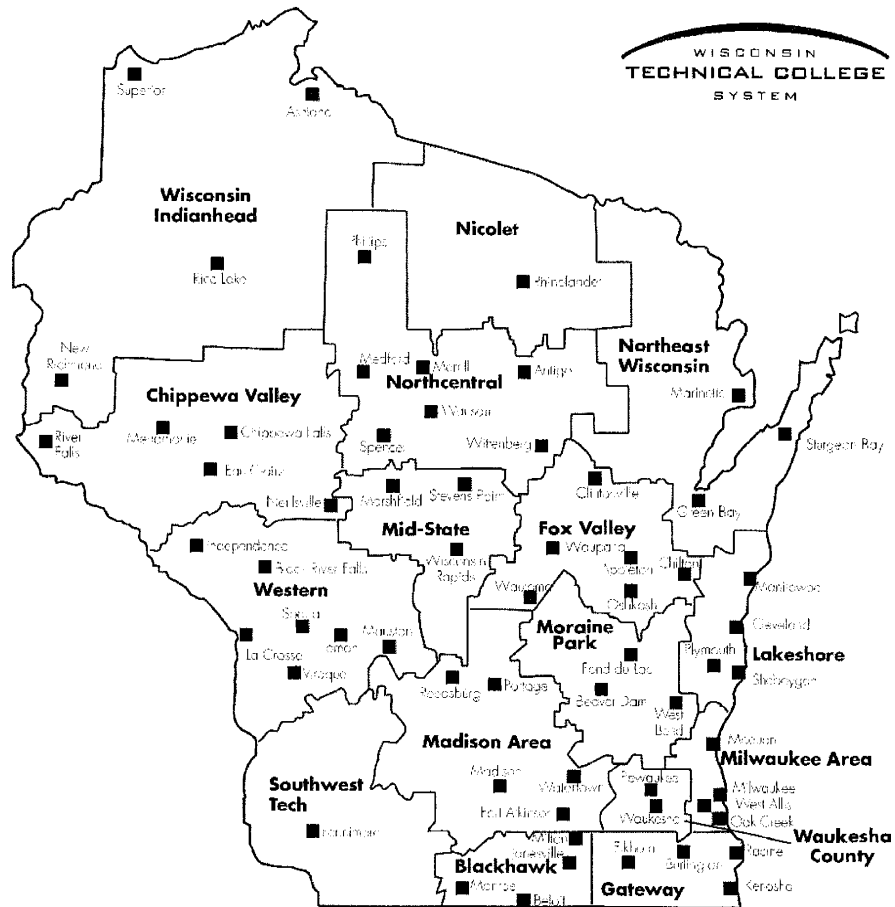 WISCONSIN
TECHNICAL COLLEGE
SYSTEM
Superior
Ashland
Wisconsin
Indianhead
Nicolet
Phillips
Rice Lake
Rhinelander
Northeast
Wisconsin
New
Richmond
Medford
Merrill
Antigo
Northcentral
Chippewa Valley
Marinette
Wausau
Menomonie
Chippewa Falls
River
Falls
Spencer
Wittenberg
Sturgeon Bay
Eau Claire
Clintonville
Marshfield
Stevens Point
Neillsville
Green Bay
Mid-State
Fox Valley
Independence
Wisconsin
Rapids
Waupaca
Appleton
Chilton
Black River Falls
Western
Manitowoc
Wautoma
Oshkosh
Sparta
Tomah
Mauston
Moraine
Park
Cleveland
La Crosse
Viroqua
Plymouth
Lakeshore
Fond du Lac
Sheboygan
Reedsburg
Portage
Beaver Dam
West
Bend
Madison Area
Mequon
Milwaukee Area
Southwest
Tech
Madison
Watertown
Pewaukee
Milwaukee
West Allis
Oak Creek
Fort Atkinson
Waukesha
Fennimore
Milton
Janesville
Waukesha
County
Blackhawk
Elkhorn
Burlington
Racine
Monroe
Beloit
Gateway
Kenosha